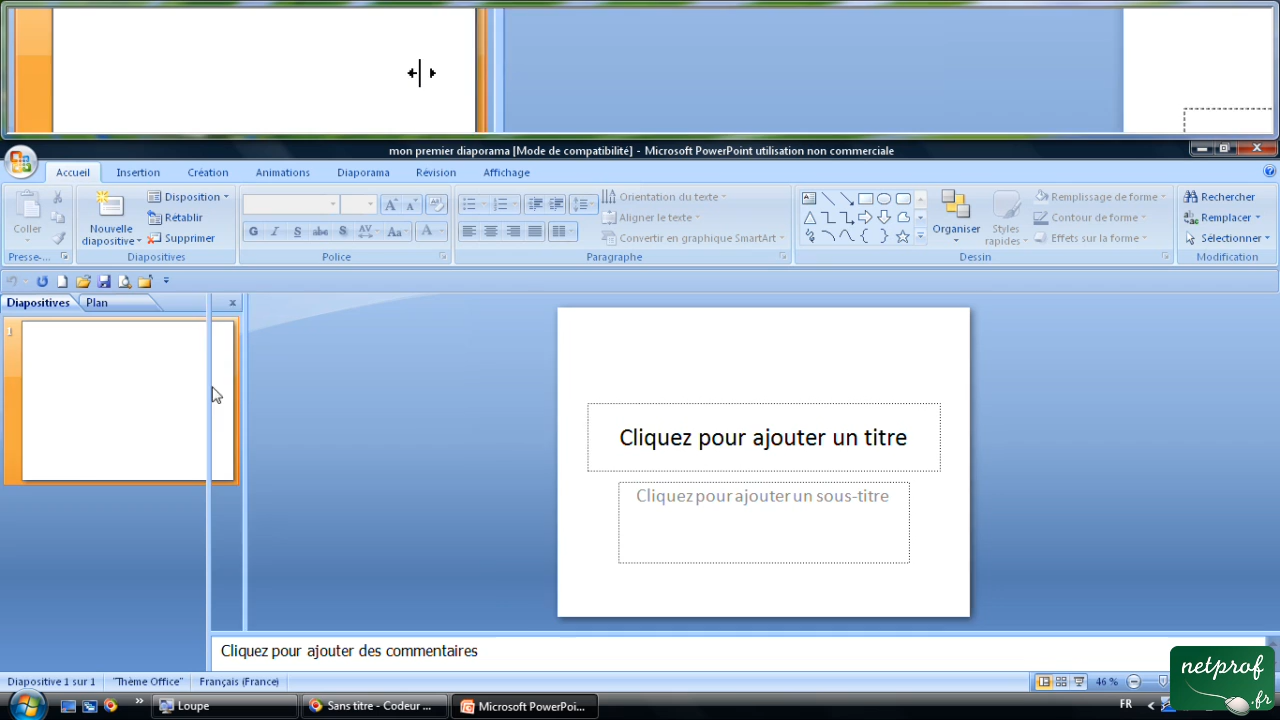 mon premier diaporama [Mode de compatibilité] - Microsoft PowerPoint utilisation non commerciale
Accueil Insertion Création Animations Diaporama Révision Affichage
Coller
Nouvelle diapositive
Disposition
Rétablir
Supprimer
G I S abc S AV Aa A
Orientation du texte
Aligner le texte
Convertir en graphique SmartArt
Organiser
Styles rapides
Remplissage de forme
Contour de forme
Effets sur la forme
Rechercher
Remplacer
Sélectionner
Presse-... Diapositives Police Paragraphe Dessin Modification
Diapositives Plan x
1
Cliquez pour ajouter un titre
Cliquez pour ajouter un sous-titre
Cliquez pour ajouter des commentaires
Diapositive 1 sur 1 "Thème Office" Français (France) 46 %
Loupe Sans titre - Codeur ... Microsoft PowerPoi... FR
netprof
.fr